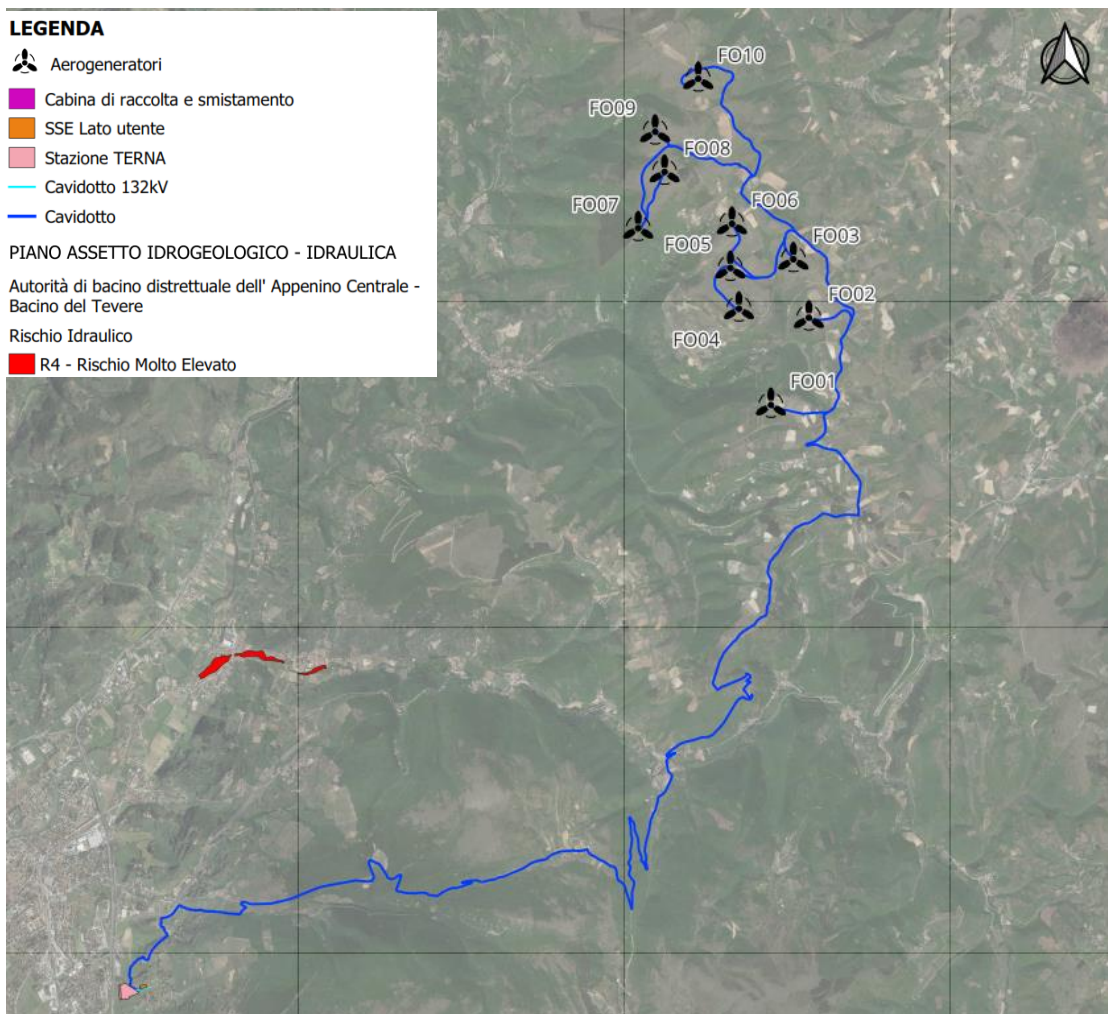 LEGENDA
Aerogeneratori
Cabina di raccolta e smistamento
SSE Lato utente
Stazione TERNA
Cavidotto 132kV
Cavidotto
PIANO ASSETTO IDROGEOLOGICO - IDRAULICA
Autorità di bacino distrettuale dell' Appenino Centrale -
Bacino del Tevere
Rischio Idraulico
R4 - Rischio Molto Elevato
FO10
FO09
FO08
FO07
FO06
FO05
FO03
FO02
FO04
FO01